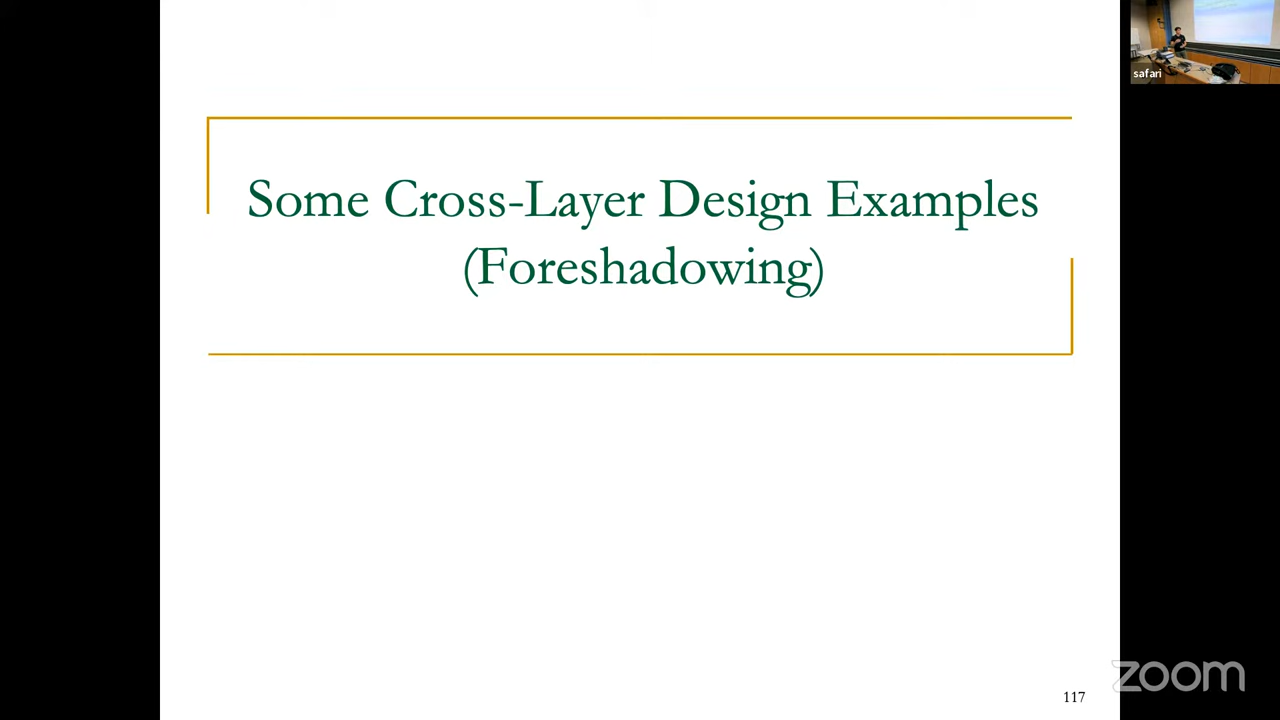 safari
Some Cross-Layer Design Examples
(Foreshadowing)
117
zoom